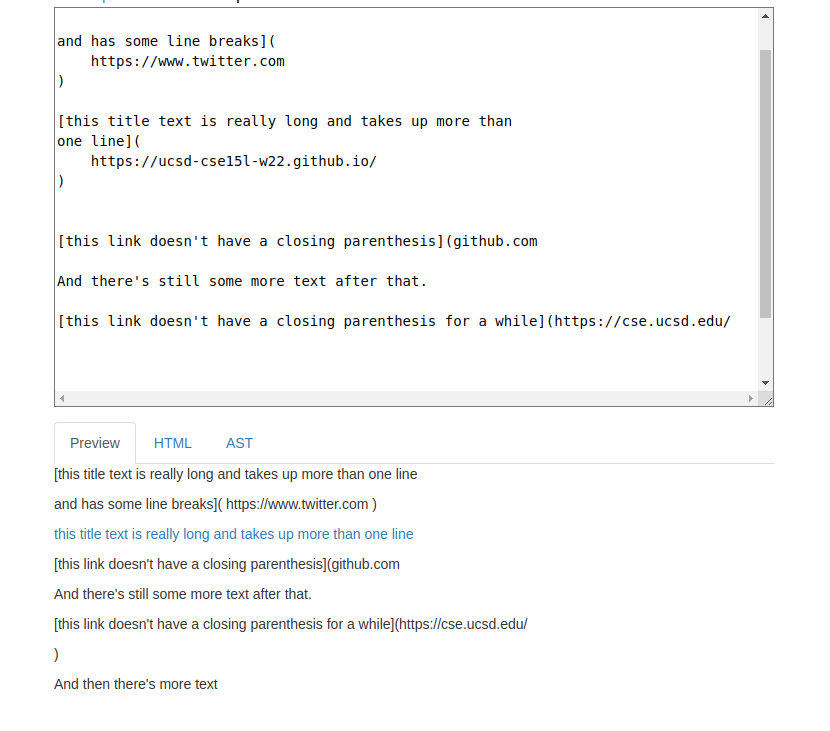 and has some line breaks](
    https://www.twitter.com
)
[this title text is really long and takes up more than
one line](
    https://ucsd-cse15l-w22.github.io/
)
[this link doesn't have a closing parenthesis](github.com
And there's still some more text after that.
[this link doesn't have a closing parenthesis for a while](https://cse.ucsd.edu/
Preview HTML AST
[this title text is really long and takes up more than one line
and has some line breaks]( https://www.twitter.com )
this title text is really long and takes up more than one line
[this link doesn't have a closing parenthesis](github.com
And there's still some more text after that.
[this link doesn't have a closing parenthesis for a while](https://cse.ucsd.edu/
)
And then there's more text